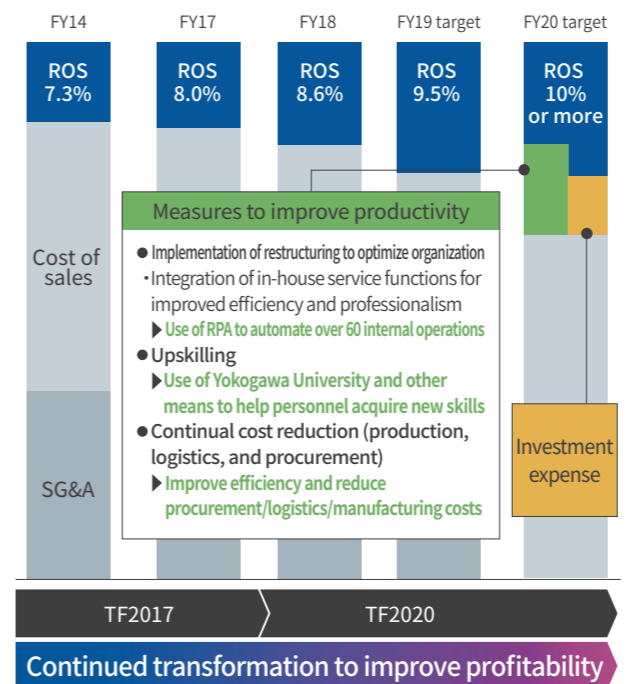 FY14 FY17 FY18 FY19 target FY20 target
ROS
7.3%
ROS
8.0%
ROS
8.6%
ROS
9.5%
ROS
10%
or more
Cost of
sales
SG&A
Measures to improve productivity
●Implementation of restructuring to optimize organization
・Integration of in-house service functions for
improved efficiency and professionalism
▶Use of RPA to automate over 60 internal operations
●Upskilling
▶Use of Yokogawa University and other
means to help personnel acquire new skills
●Continual cost reduction (production,
logistics, and procurement)
▶Improve efficiency and reduce
procurement/logistics/manufacturing costs
Investment
expense
TF2017 TF2020
Continued transformation to improve profitability